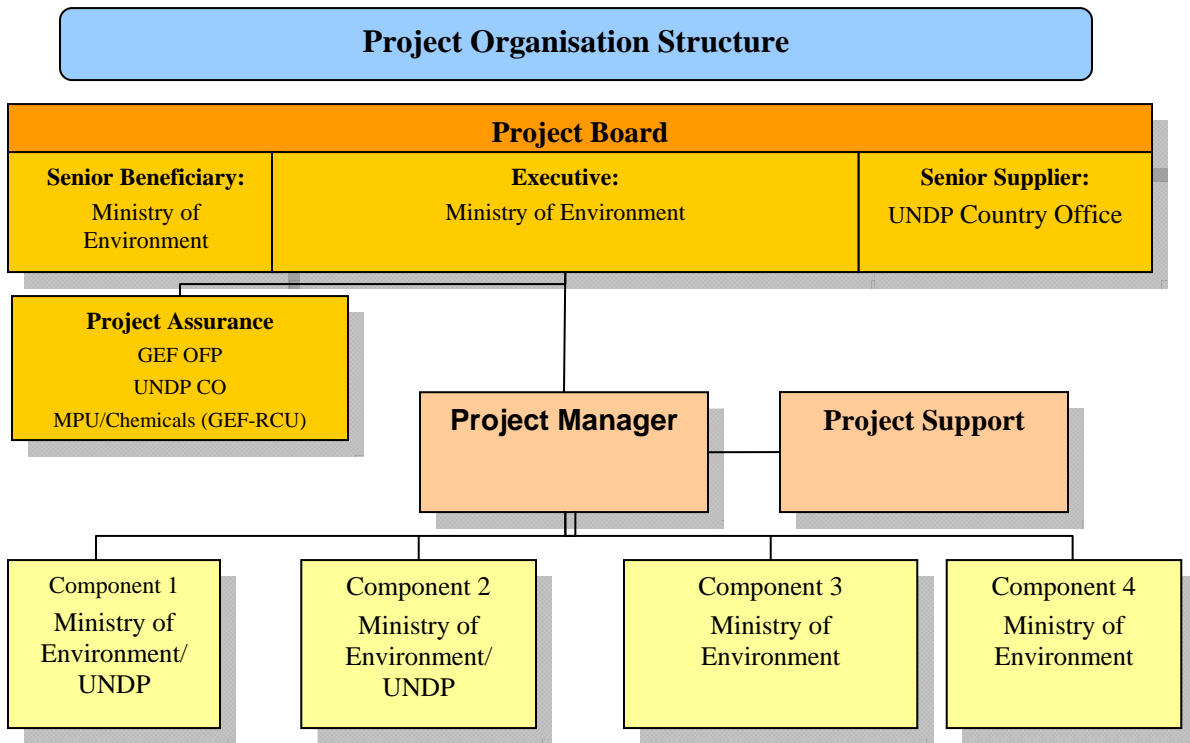 Project Organisation Structure
Project Board
Senior Beneficiary:
Ministry of
Environment
Executive:
Ministry of Environment
Senior Supplier:
UNDP Country Office
Project Assurance
GEF OFP
UNDP CO
MPU/Chemicals (GEF-RCU)
Project Manager
Project Support
Component 1
Ministry of
Environment/
UNDP
Component 2
Ministry of
Environment/
UNDP
Component 3
Ministry of
Environment
Component 4
Ministry of
Environment